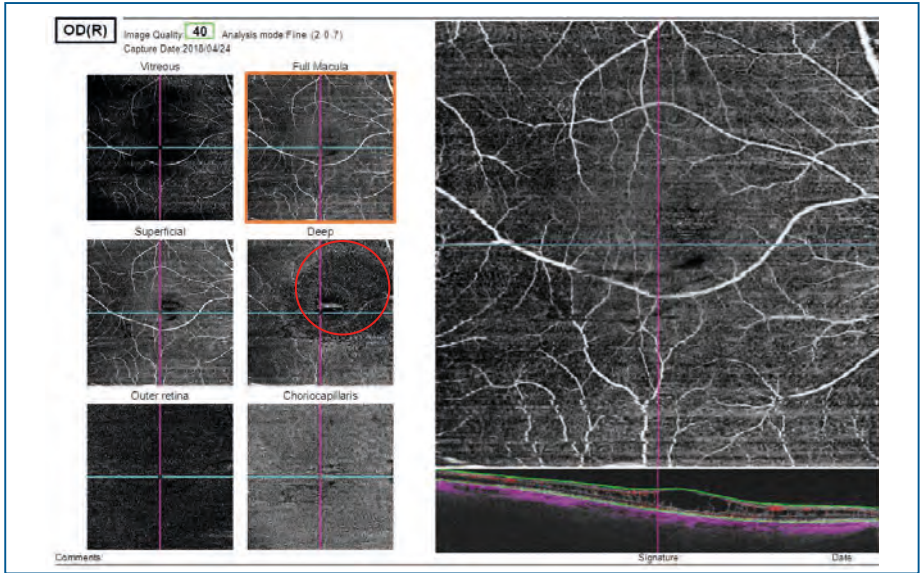 OD(R)
Image Quality: 40 Analysis mode:Fine (2.0.7)
Capture Date:2018/04/24
Vitreous
Full Macula
Superficial
Deep
Outer retina
Choriocapillaris
Comments:
Signature
Date